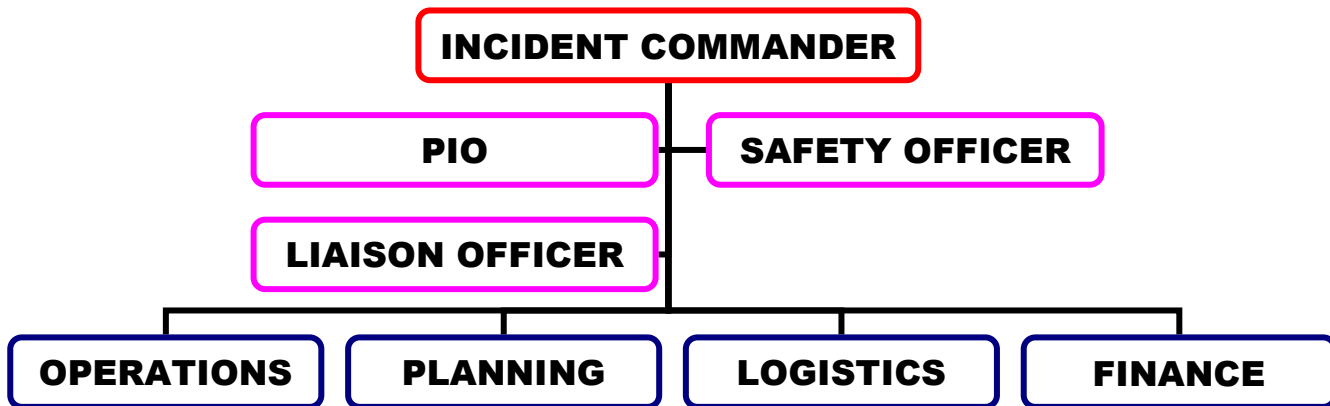 INCIDENT COMMANDER
PIO
SAFETY OFFICER
LIAISON OFFICER
OPERATIONS
PLANNING
LOGISTICS
FINANCE